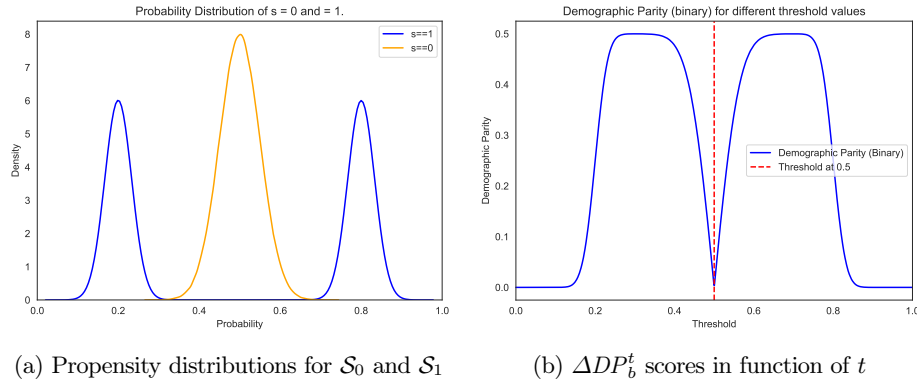 Probability Distribution of s = 0 and = 1.
8
7
6
5
4
3
2
1
0
Density
0.0 0.2 0.4 0.6 0.8 1.0
Probability
s==1
s==0
(a) Propensity distributions for 𝒮₀ and 𝒮₁
Demographic Parity (binary) for different threshold values
0.5
0.4
0.3
0.2
0.1
0.0
Demographic Parity
0.0 0.2 0.4 0.6 0.8 1.0
Threshold
Demographic Parity (Binary)
Threshold at 0.5
(b) ΔDP_b^t scores in function of t